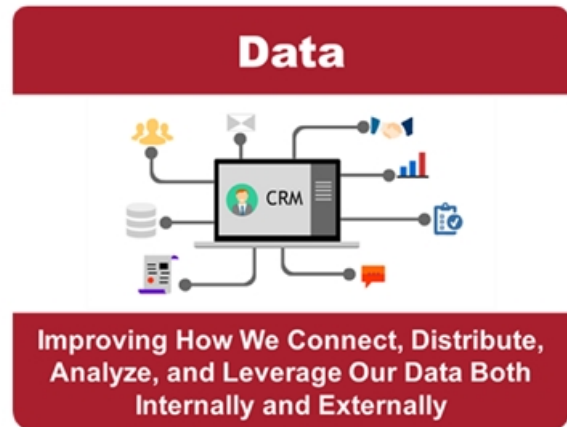 Data
CRM
Improving How We Connect, Distribute,
Analyze, and Leverage Our Data Both
Internally and Externally